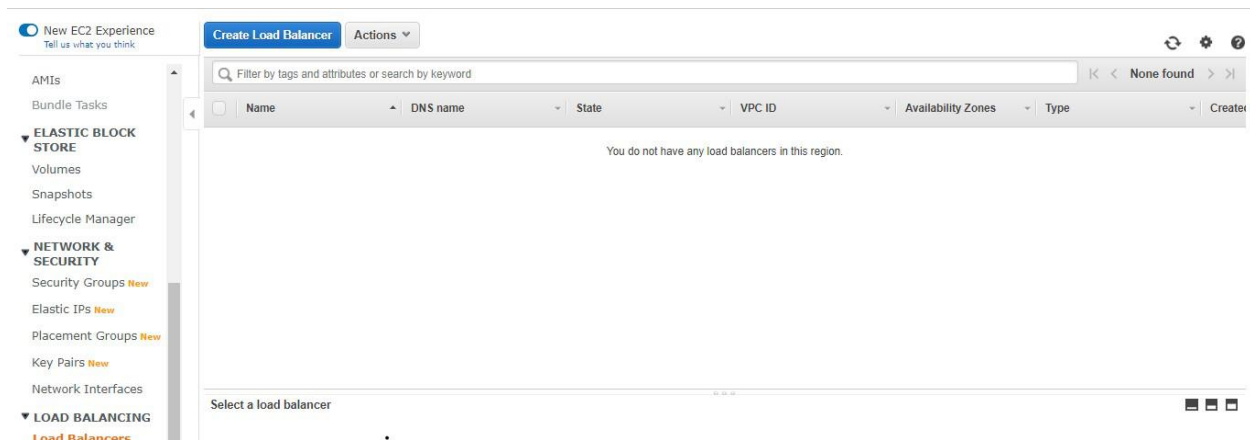 New EC2 Experience
Tell us what you think
AMIs
Bundle Tasks
ELASTIC BLOCK
STORE
Volumes
Snapshots
Lifecycle Manager
NETWORK &
SECURITY
Security Groups New
Elastic IPs New
Placement Groups New
Key Pairs New
Network Interfaces
LOAD BALANCING
Load Balancers
Create Load Balancer Actions
Filter by tags and attributes or search by keyword
None found
Name DNS name State VPC ID Availability Zones Type Created
You do not have any load balancers in this region.
Select a load balancer